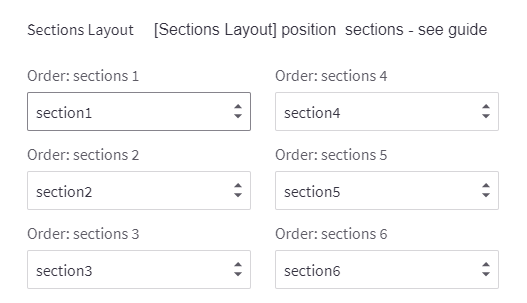 Sections Layout [Sections Layout] position sections - see guide
Order: sections 1
section1
Order: sections 2
section2
Order: sections 3
section3
Order: sections 4
section4
Order: sections 5
section5
Order: sections 6
section6